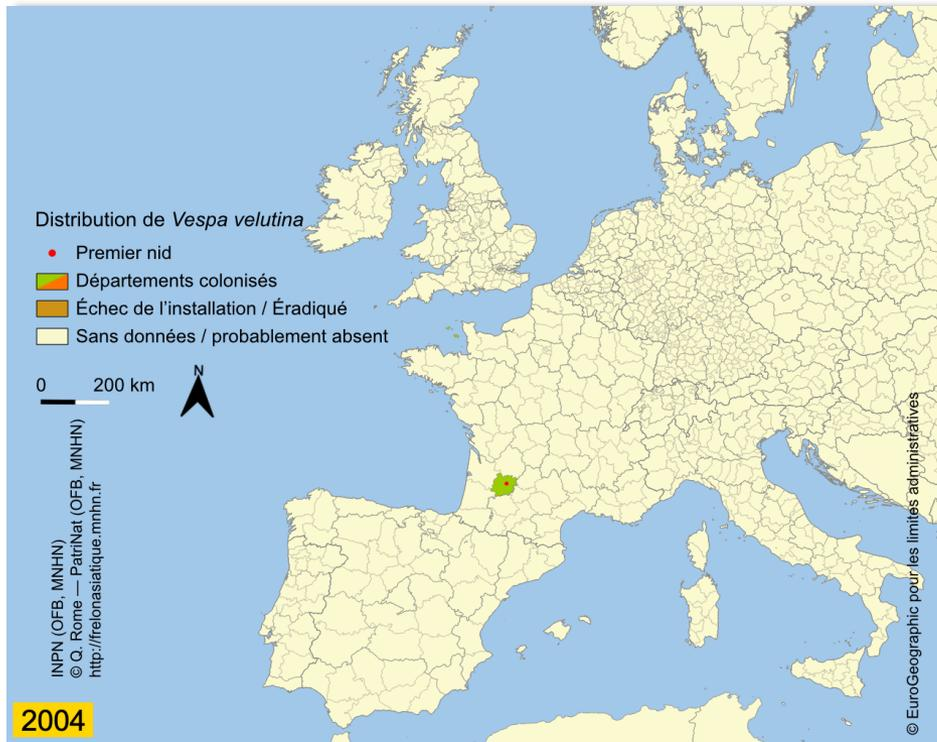 Distribution de Vespa velutina
Premier nid
Départements colonisés
Échec de l'installation / Éradiqué
Sans données / probablement absent
0 200 km
N
INPN (OFB, MNHN)
© Q. Rome — PatriNat (OFB, MNHN)
http://frelonasiatique.mnhn.fr
2004
© EuroGeographic pour les limites administratives